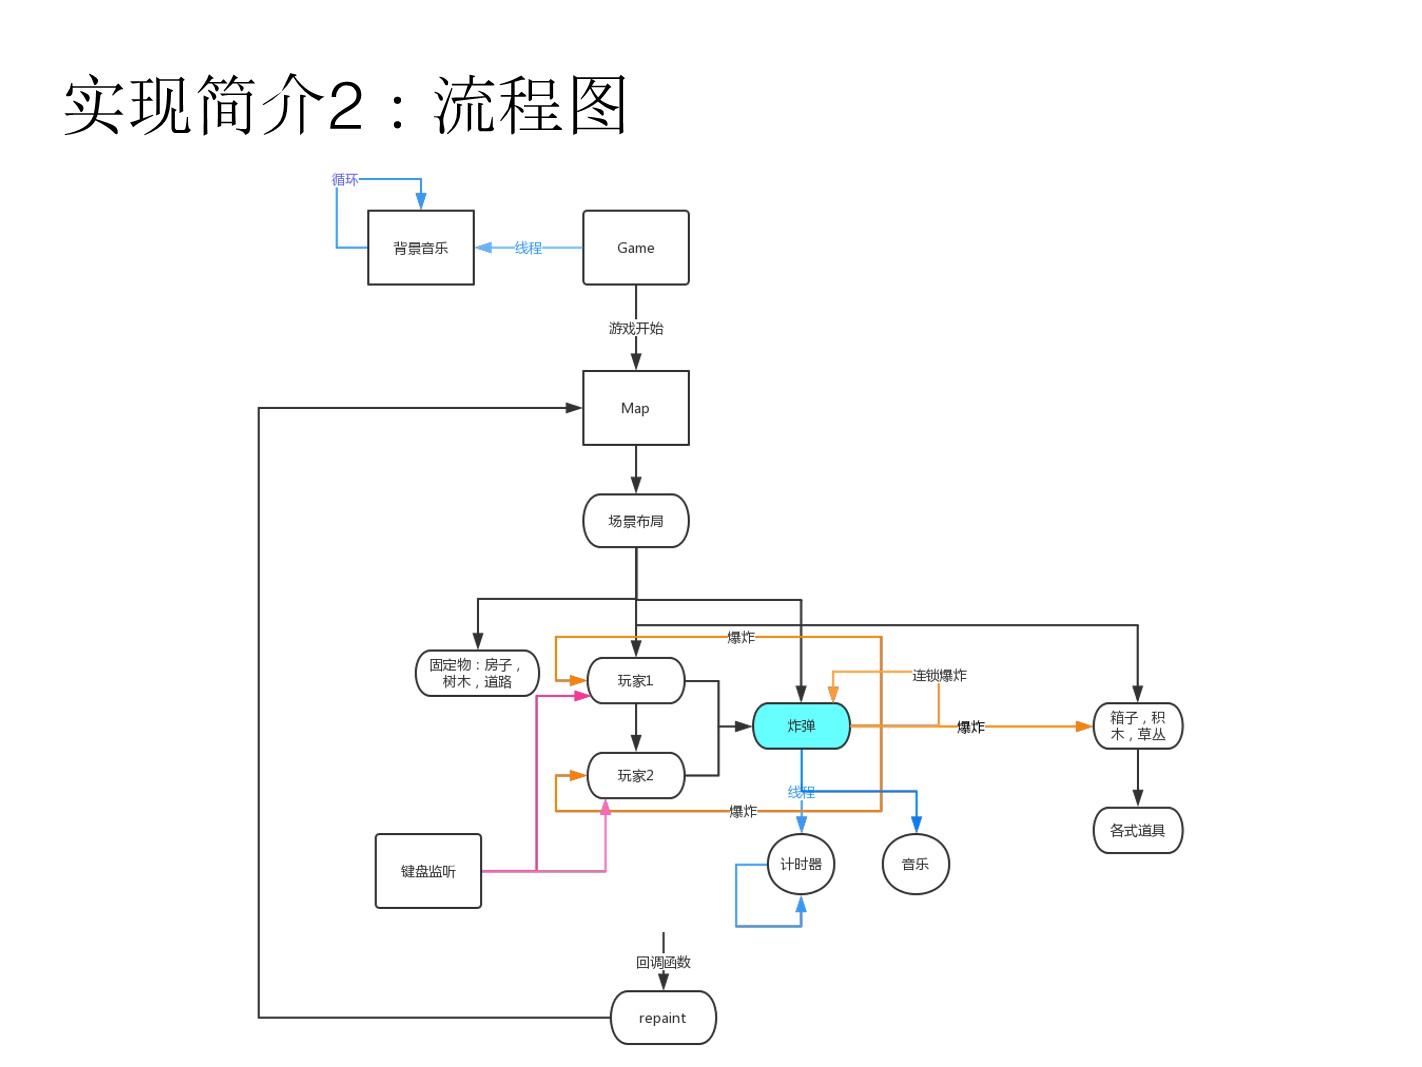 实现简介2：流程图
循环
背景音乐
线程
Game
游戏开始
Map
场景布局
爆炸
固定物：房子，
树木，道路
玩家1
连锁爆炸
炸弹
爆炸
箱子，积
木，草丛
玩家2
线程
爆炸
各式道具
键盘监听
计时器
音乐
回调函数
repaint